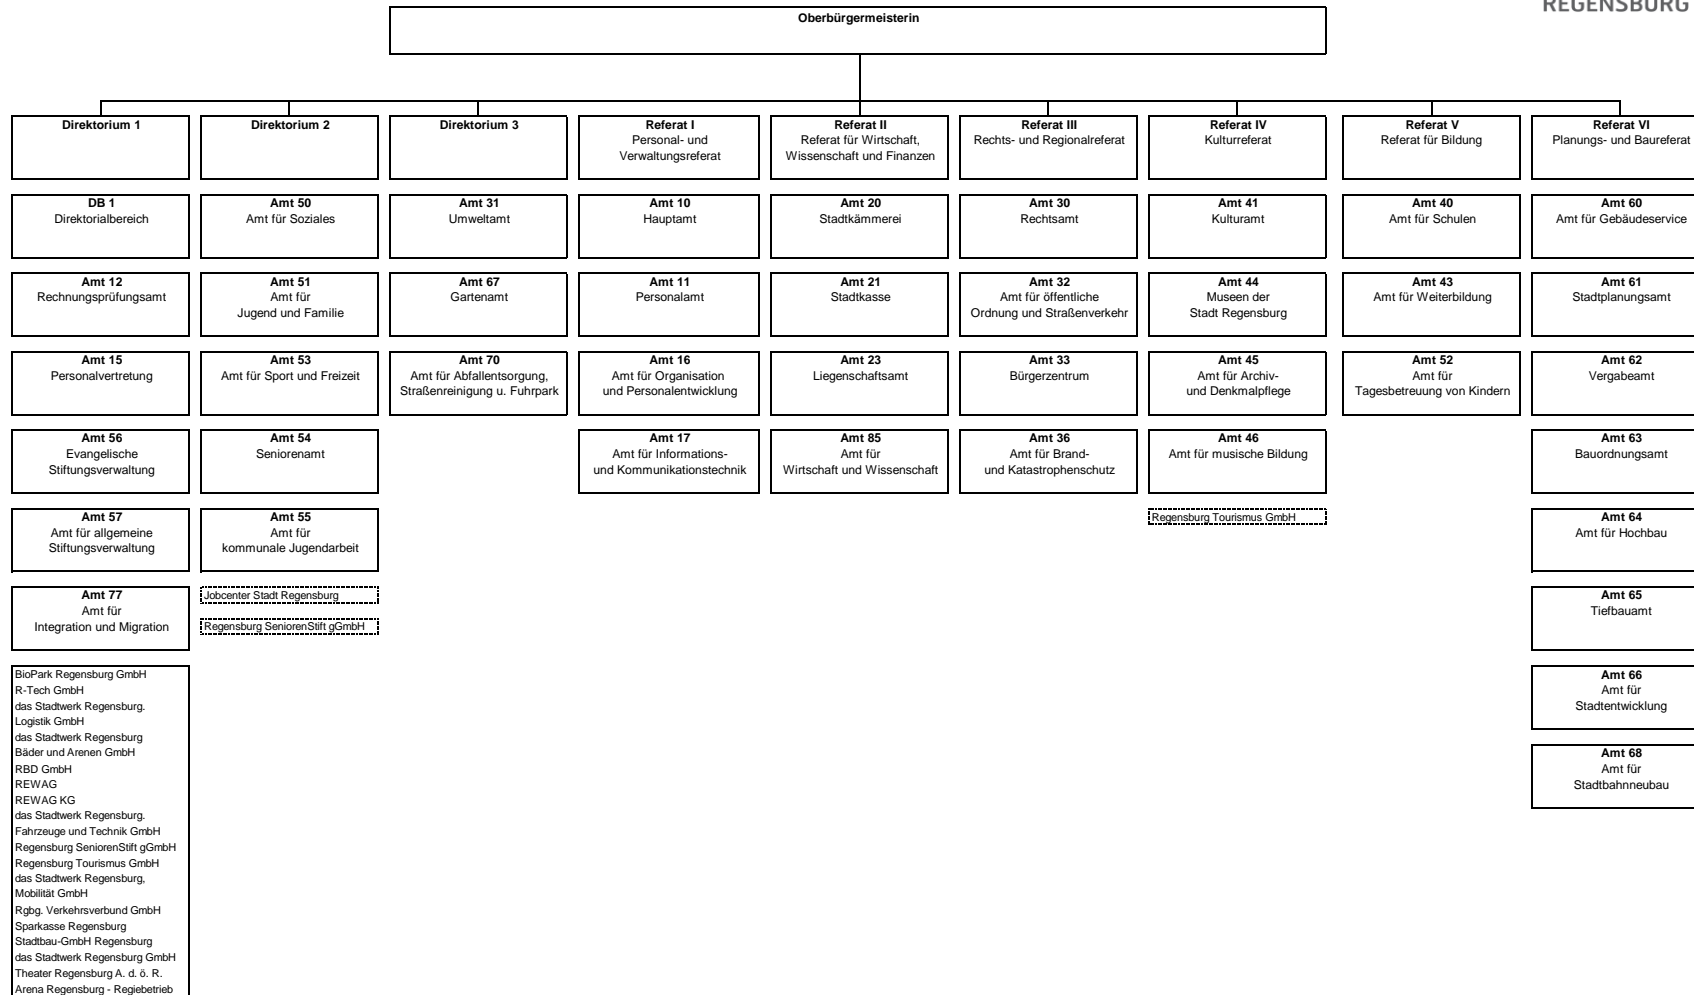 REGENSBURG
Oberbürgermeisterin
Direktorium 1
DB 1
Direktorialbereich
Amt 12
Rechnungsprüfungsamt
Amt 15
Personalvertretung
Amt 56
Evangelische
Stiftungsverwaltung
Amt 57
Amt für allgemeine
Stiftungsverwaltung
Amt 77
Amt für
Integration und Migration
BioPark Regensburg GmbH
R-Tech GmbH
das Stadtwerk Regensburg.
Logistik GmbH
das Stadtwerk Regensburg
Bäder und Arenen GmbH
RBD GmbH
REWAG
REWAG KG
das Stadtwerk Regensburg.
Fahrzeuge und Technik GmbH
Regensburg SeniorenStift gGmbH
Regensburg Tourismus GmbH
das Stadtwerk Regensburg,
Mobilität GmbH
Rgbg. Verkehrsverbund GmbH
Sparkasse Regensburg
Stadtbau-GmbH Regensburg
das Stadtwerk Regensburg GmbH
Theater Regensburg A. d. ö. R.
Arena Regensburg - Regiebetrieb
Direktorium 2
Amt 50
Amt für Soziales
Amt 51
Amt für
Jugend und Familie
Amt 53
Amt für Sport und Freizeit
Amt 54
Seniorenamt
Amt 55
Amt für
kommunale Jugendarbeit
Jobcenter Stadt Regensburg
Regensburg SeniorenStift gGmbH
Direktorium 3
Amt 31
Umweltamt
Amt 67
Gartenamt
Amt 70
Amt für Abfallentsorgung,
Straßenreinigung u. Fuhrpark
Referat I
Personal- und
Verwaltungsreferat
Amt 10
Hauptamt
Amt 11
Personalamt
Amt 16
Amt für Organisation
und Personalentwicklung
Amt 17
Amt für Informations-
und Kommunikationstechnik
Referat II
Referat für Wirtschaft,
Wissenschaft und Finanzen
Amt 20
Stadtkämmerei
Amt 21
Stadtkasse
Amt 23
Liegenschaftsamt
Amt 85
Amt für
Wirtschaft und Wissenschaft
Referat III
Rechts- und Regionalreferat
Amt 30
Rechtsamt
Amt 32
Amt für öffentliche
Ordnung und Straßenverkehr
Amt 33
Bürgerzentrum
Amt 36
Amt für Brand-
und Katastrophenschutz
Referat IV
Kulturreferat
Amt 41
Kulturamt
Amt 44
Museen der
Stadt Regensburg
Amt 45
Amt für Archiv-
und Denkmalpflege
Amt 46
Amt für musische Bildung
Regensburg Tourismus GmbH
Referat V
Referat für Bildung
Amt 40
Amt für Schulen
Amt 43
Amt für Weiterbildung
Amt 52
Amt für
Tagesbetreuung von Kindern
Referat VI
Planungs- und Baureferat
Amt 60
Amt für Gebäudeservice
Amt 61
Stadtplanungsamt
Amt 62
Vergabeamt
Amt 63
Bauordnungsamt
Amt 64
Amt für Hochbau
Amt 65
Tiefbauamt
Amt 66
Amt für
Stadtentwicklung
Amt 68
Amt für
Stadtbahnneubau